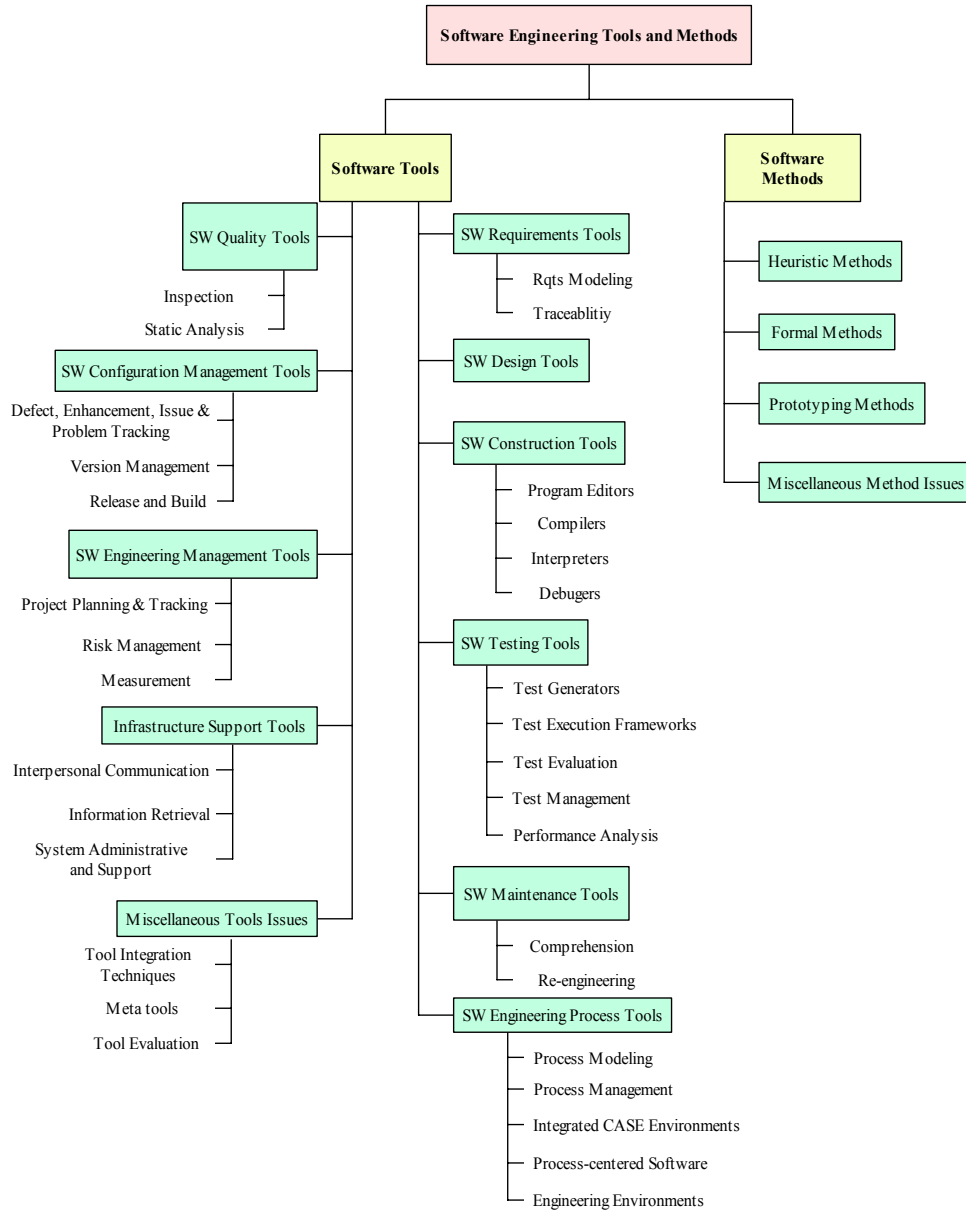 Software Engineering Tools and Methods
Software Tools
Software
Methods
SW Quality Tools
Inspection
Static Analysis
SW Configuration Management Tools
Defect, Enhancement, Issue &
Problem Tracking
Version Management
Release and Build
SW Engineering Management Tools
Project Planning & Tracking
Risk Management
Measurement
Infrastructure Support Tools
Interpersonal Communication
Information Retrieval
System Administrative
and Support
Miscellaneous Tools Issues
Tool Integration
Techniques
Meta tools
Tool Evaluation
SW Requirements Tools
Rqts Modeling
Traceablitiy
SW Design Tools
SW Construction Tools
Program Editors
Compilers
Interpreters
Debugers
SW Testing Tools
Test Generators
Test Execution Frameworks
Test Evaluation
Test Management
Performance Analysis
SW Maintenance Tools
Comprehension
Re-engineering
SW Engineering Process Tools
Process Modeling
Process Management
Integrated CASE Environments
Process-centered Software
Engineering Environments
Heuristic Methods
Formal Methods
Prototyping Methods
Miscellaneous Method Issues